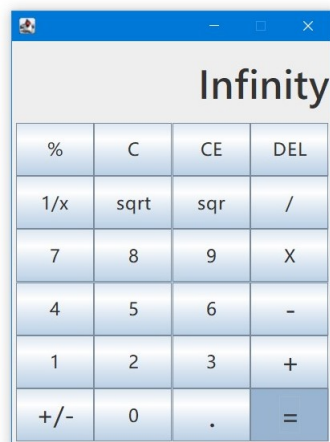 Infinity
% C CE DEL
1/x sqrt sqr /
7 8 9 X
4 5 6 -
1 2 3 +
+/- 0 . =